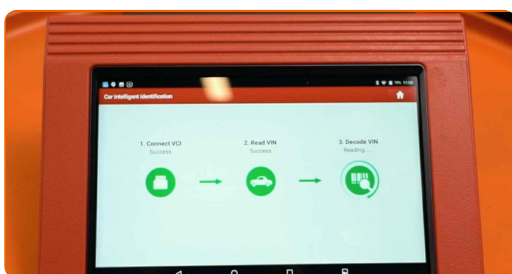 Car intelligent identification
1. Connect VCI
Success
2. Read VIN
Success
3. Decode VIN
Reading.....